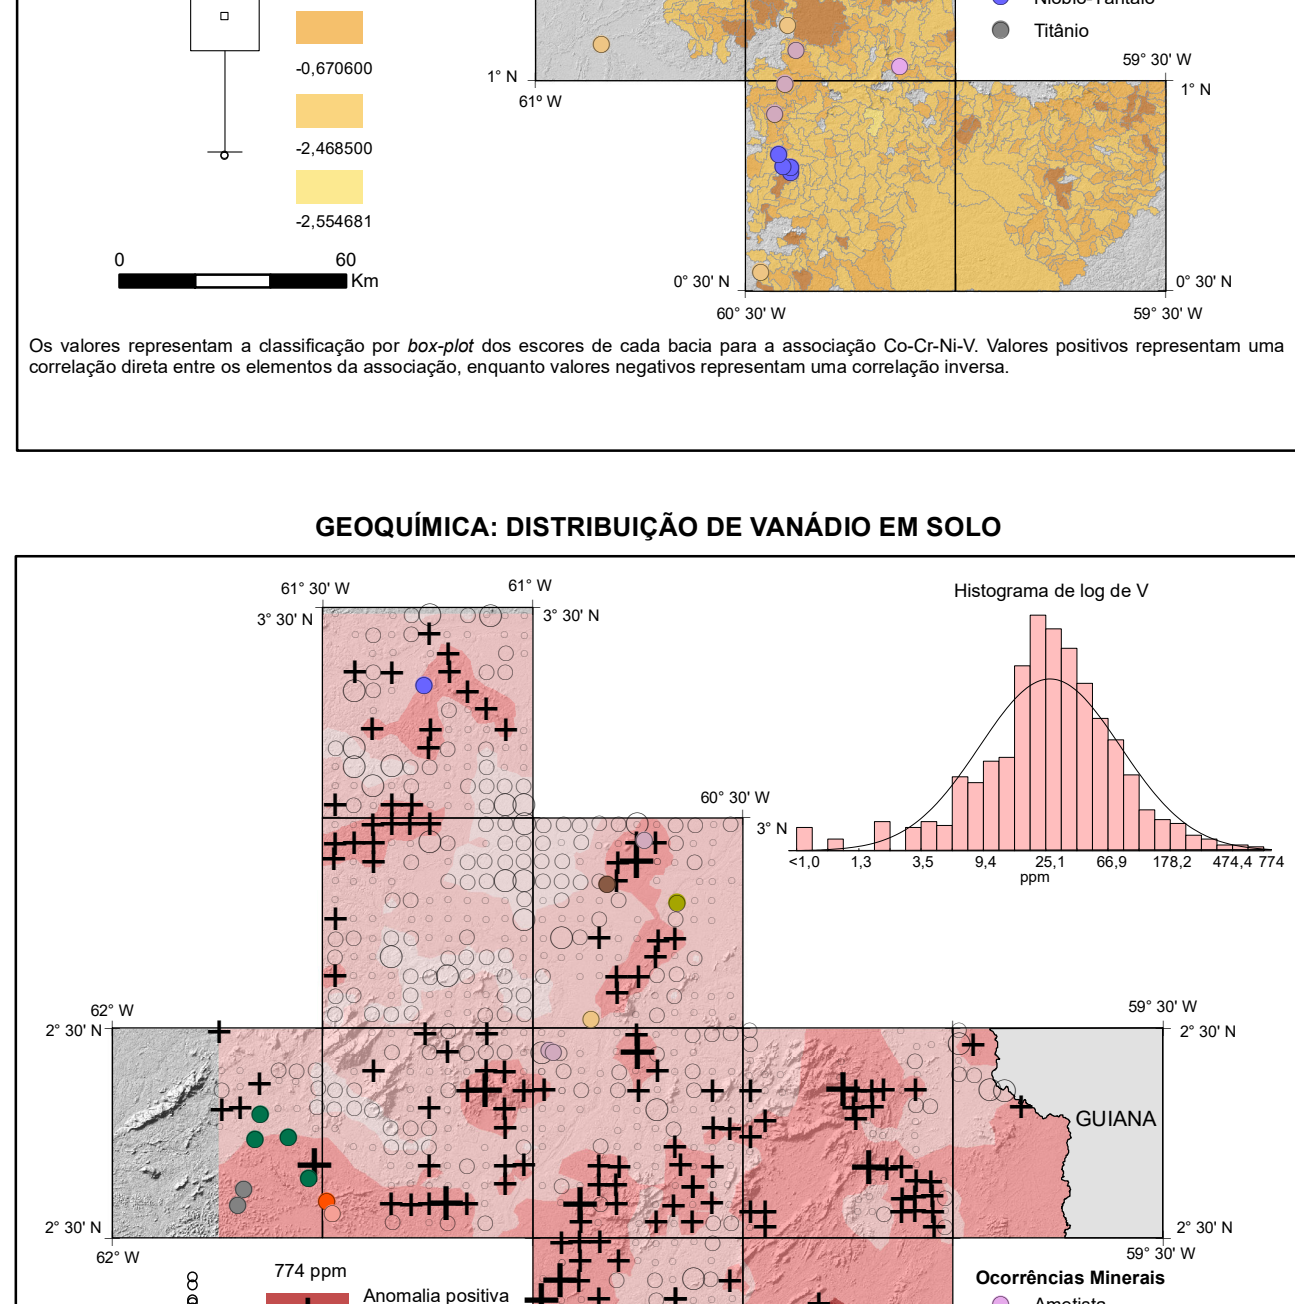 Nióbio-Tântalo
Titânio
-0,670600
-2,468500
-2,554681
0 60
Km
1° N
61° W
59° 30' W
1° N
0° 30' N
0° 30' N
60° 30' W
59° 30' W
Os valores representam a classificação por box-plot dos escores de cada bacia para a associação Co-Cr-Ni-V. Valores positivos representam uma
correlação direta entre os elementos da associação, enquanto valores negativos representam uma correlação inversa.
GEOQUÍMICA: DISTRIBUIÇÃO DE VANÁDIO EM SOLO
61° 30' W
61° W
3° 30' N
3° 30' N
Histograma de log de V
60° 30' W
3° N
<1,0 1,3 3,5 9,4 25,1 66,9 178,2 474,4 774
ppm
62° W
2° 30' N
59° 30' W
2° 30' N
GUIANA
2° 30' N
62° W
2° 30' N
59° 30' W
774 ppm
Anomalia positiva
Ocorrências Minerais
Ametista